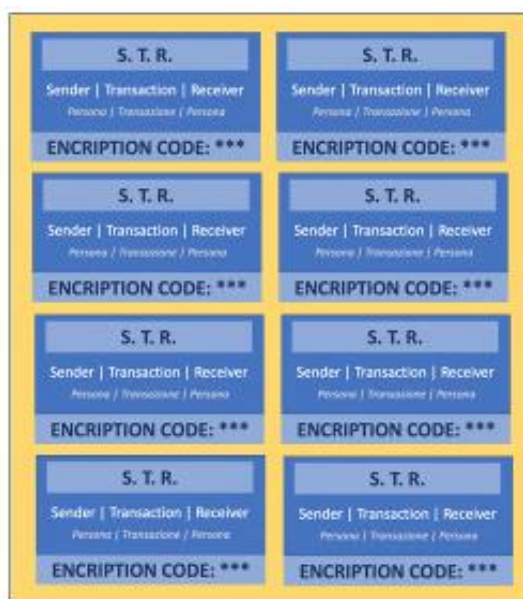 S. T. R.
Sender | Transaction | Receiver
Persona | Transazione | Persona
ENCRIPTION CODE: ***
S. T. R.
Sender | Transaction | Receiver
Persona | Transazione | Persona
ENCRIPTION CODE: ***
S. T. R.
Sender | Transaction | Receiver
Persona | Transazione | Persona
ENCRIPTION CODE: ***
S. T. R.
Sender | Transaction | Receiver
Persona | Transazione | Persona
ENCRIPTION CODE: ***
S. T. R.
Sender | Transaction | Receiver
Persona | Transazione | Persona
ENCRIPTION CODE: ***
S. T. R.
Sender | Transaction | Receiver
Persona | Transazione | Persona
ENCRIPTION CODE: ***
S. T. R.
Sender | Transaction | Receiver
Persona | Transazione | Persona
ENCRIPTION CODE: ***
S. T. R.
Sender | Transaction | Receiver
Persona | Transazione | Persona
ENCRIPTION CODE: ***